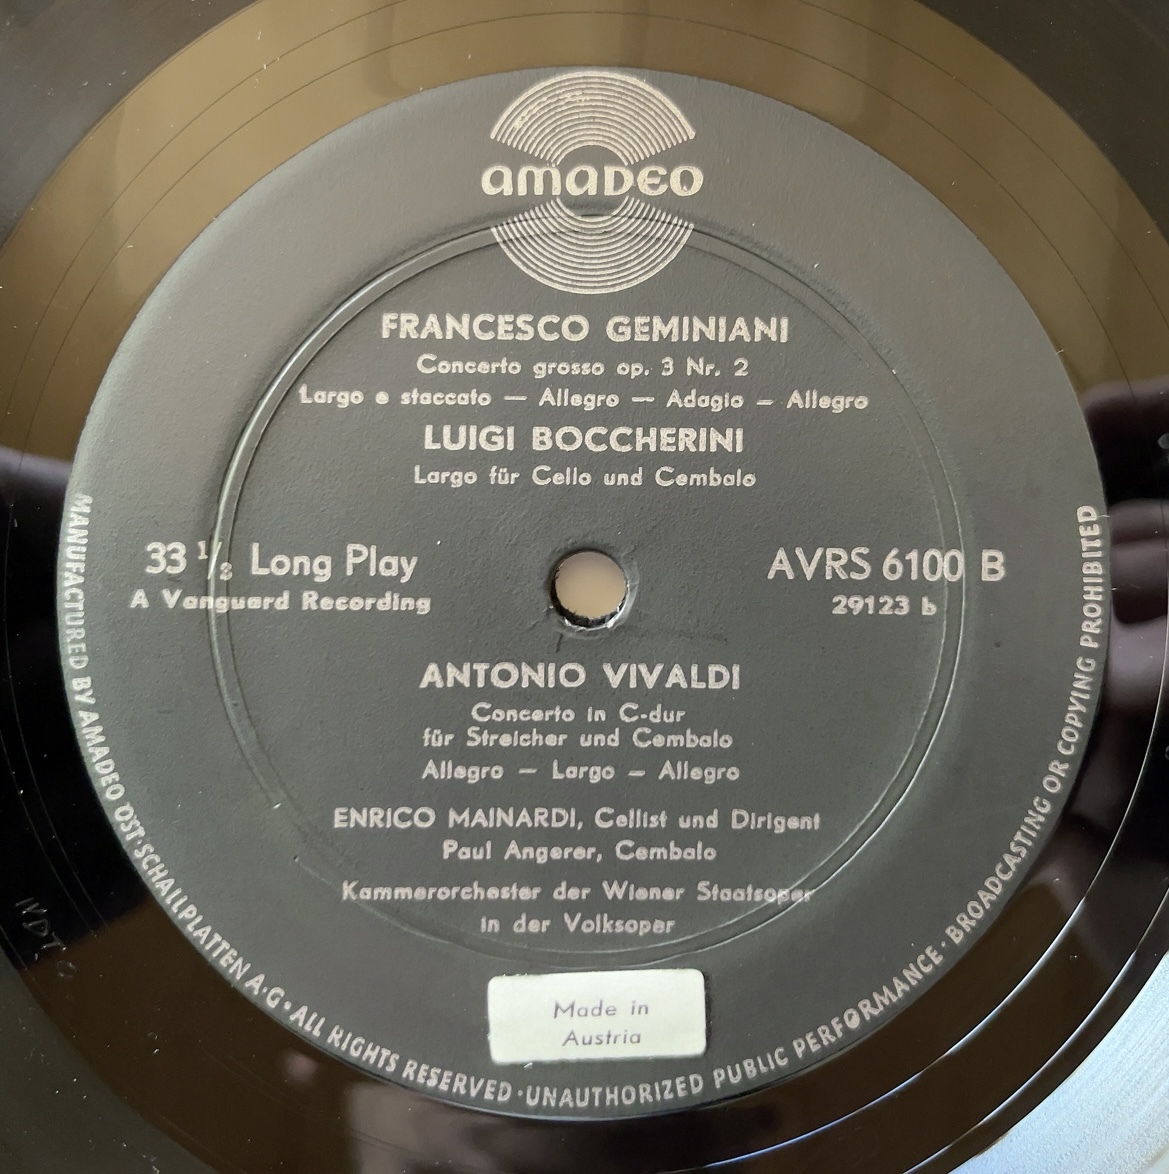 amadeo
FRANCESCO GEMINIANI
Concerto grosso op. 3 Nr. 2
Largo e staccato — Allegro — Adagio — Allegro
LUIGI BOCCHERINI
Largo für Cello und Cembalo
33 1/3 Long Play
A Vanguard Recording
AVRS 6100 B
29123 b
ANTONIO VIVALDI
Concerto in C-dur
für Streicher und Cembalo
Allegro — Largo — Allegro
ENRICO MAINARDI, Cellist und Dirigent
Paul Angerer, Cembalo
Kammerorchester der Wiener Staatsoper
in der Volksoper
Made in
Austria
MANUFACTURED BY AMADEO ÖST·SCHALLPLATTEN A·G· ALL RIGHTS RESERVED · UNAUTHORIZED PUBLIC PERFORMANCE · BROADCASTING OR COPYING PROHIBITED